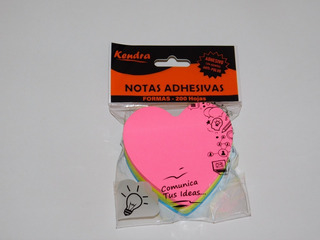 Kendra
NOTAS ADHESIVAS
FORMAS - 200 Hojas
Comunica
Tus Ideas...